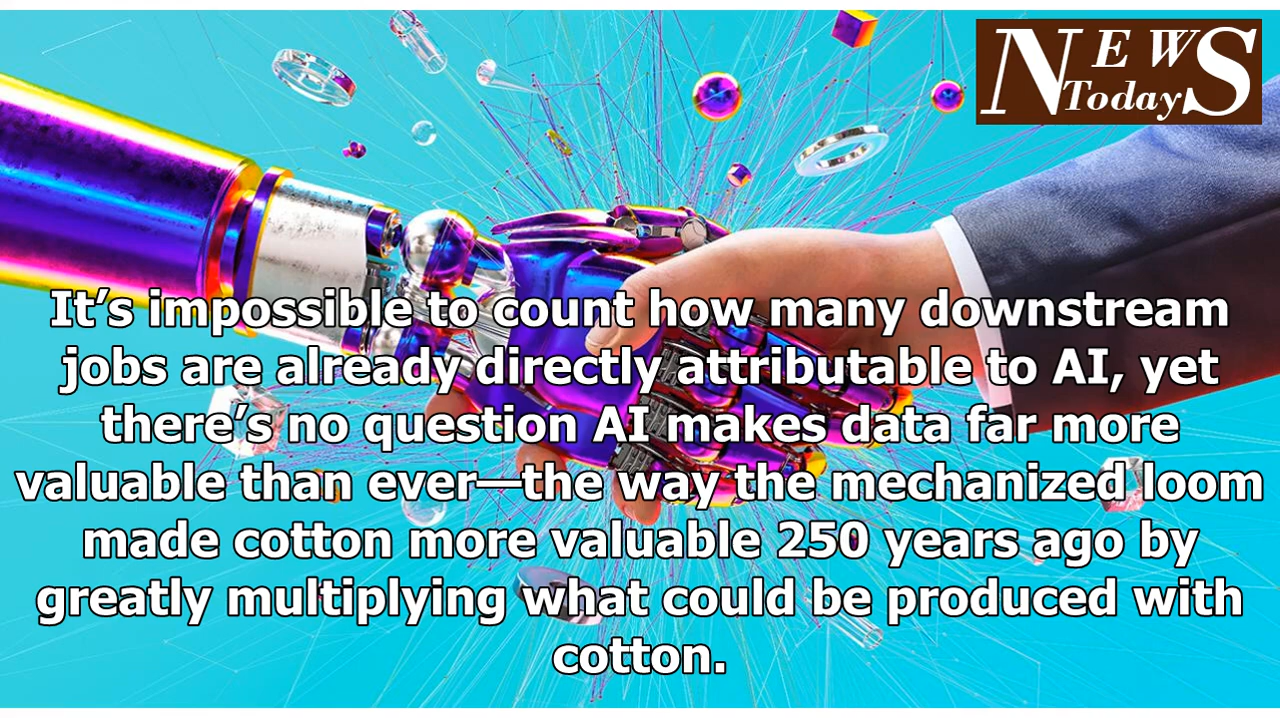 NEWS
Today
It’s impossible to count how many downstream
jobs are already directly attributable to AI, yet
there’s no question AI makes data far more
valuable than ever—the way the mechanized loom
made cotton more valuable 250 years ago by
greatly multiplying what could be produced with
cotton.